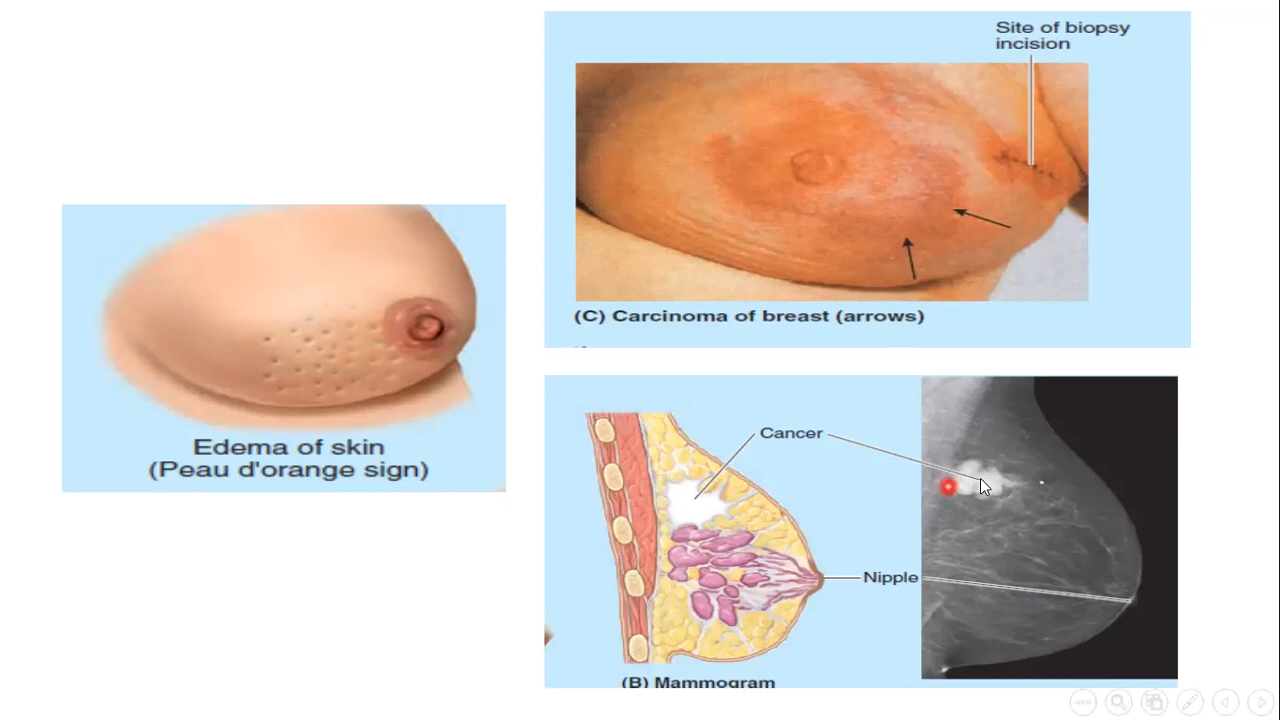 Site of biopsy
incision
(C) Carcinoma of breast (arrows)
Edema of skin
(Peau d'orange sign)
Cancer
Nipple
(B) Mammogram